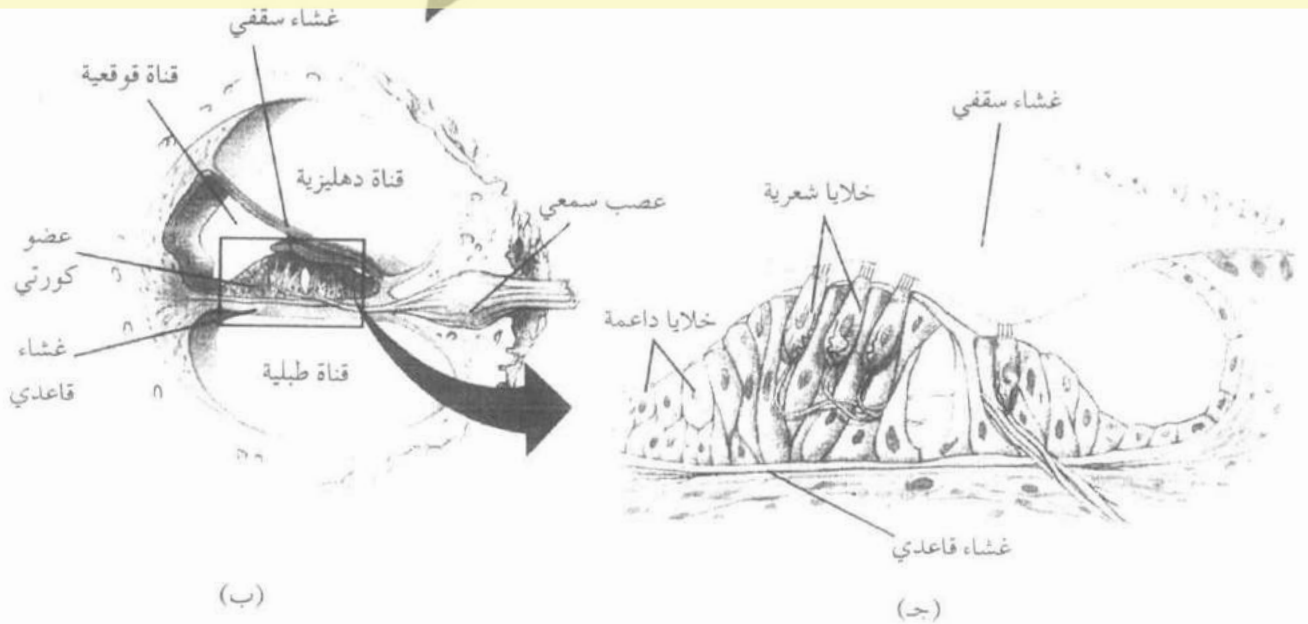 غشاء سقفي
قناة قوقعية
قناة دهليزية
عصب سمعي
عضو
كورتي
غشاء
قاعدي
قناة طبلية
(ب)
غشاء سقفي
خلايا شعرية
خلايا داعمة
غشاء قاعدي
(جـ)